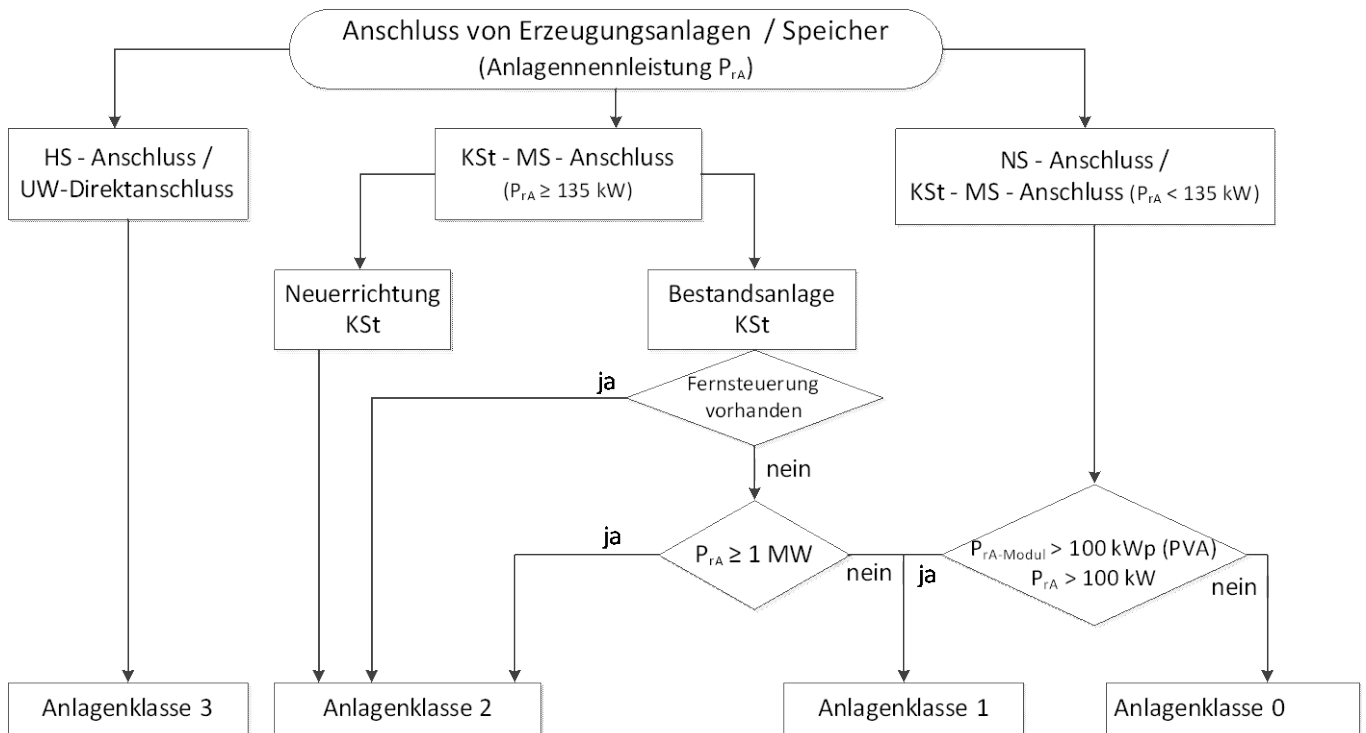 Anschluss von Erzeugungsanlagen / Speicher
(Anlagennennleistung PrA)
HS - Anschluss /
UW-Direktanschluss
KSt - MS - Anschluss
(PrA ≥ 135 kW)
NS - Anschluss /
KSt - MS - Anschluss (PrA < 135 kW)
Neuerrichtung
KSt
Bestandsanlage
KSt
ja
Fernsteuerung
vorhanden
nein
ja
PrA ≥ 1 MW
nein
ja
PrA-Modul > 100 kWp (PVA)
PrA > 100 kW
nein
Anlagenklasse 3
Anlagenklasse 2
Anlagenklasse 1
Anlagenklasse 0